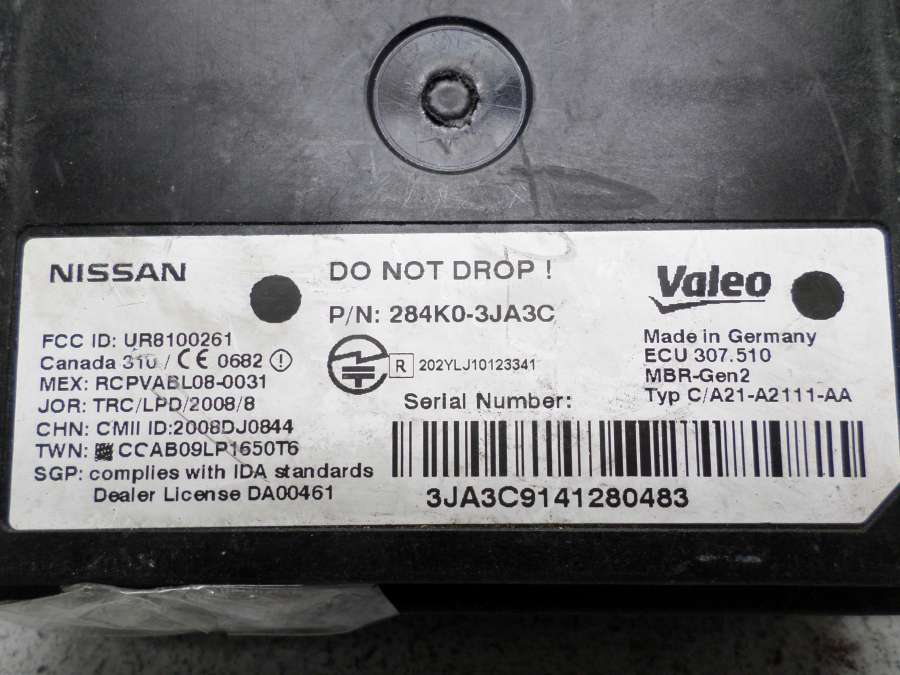 NISSAN
DO NOT DROP !
P/N: 284K0-3JA3C
Valeo
FCC ID: UR8100261
Canada 310 / CE 0682
MEX: RCPVABL08-0031
JOR: TRC/LPD/2008/8
CHN: CMII ID:2008DJ0844
TWN: CCAB09LP1650T6
SGP: complies with IDA standards
Dealer License DA00461
R 202YLJ10123341
Serial Number:
3JA3C9141280483
Made in Germany
ECU 307.510
MBR-Gen2
Typ C/A21-A2111-AA